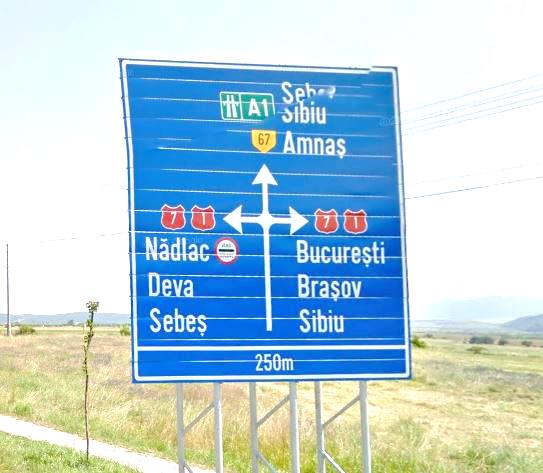 A1
Sibiu
67 Amnaș
7 1 7 1
Nădlac București
Deva Brașov
Sebeș Sibiu
250m